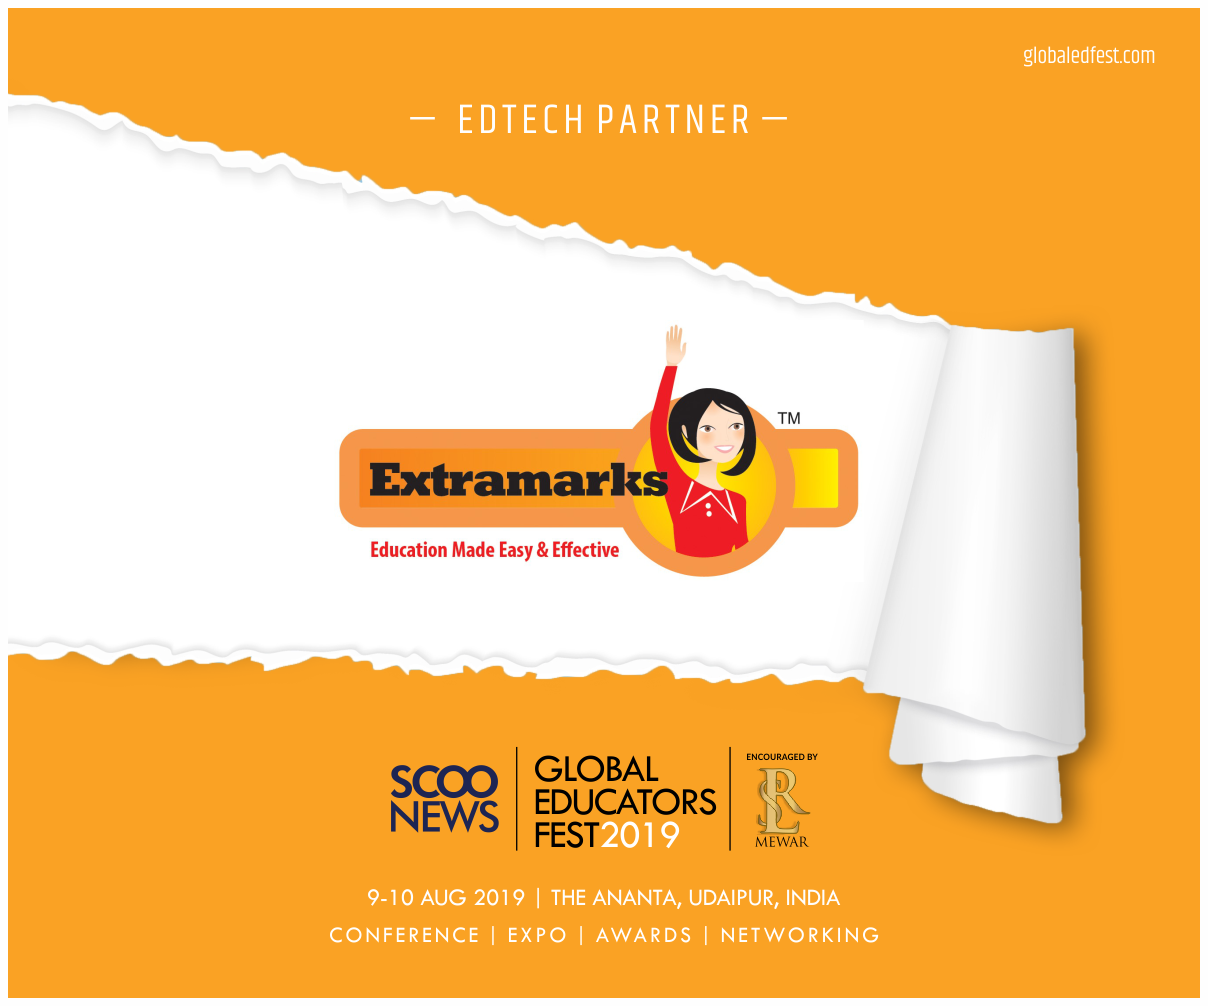 globaledfest.com
— EDTECH PARTNER —
TM
Extramarks
Education Made Easy & Effective
SCOO
NEWS
GLOBAL
EDUCATORS
FEST2019
ENCOURAGED BY
RSL
MEWAR
9-10 AUG 2019 | THE ANANTA, UDAIPUR, INDIA
CONFERENCE | EXPO | AWARDS | NETWORKING